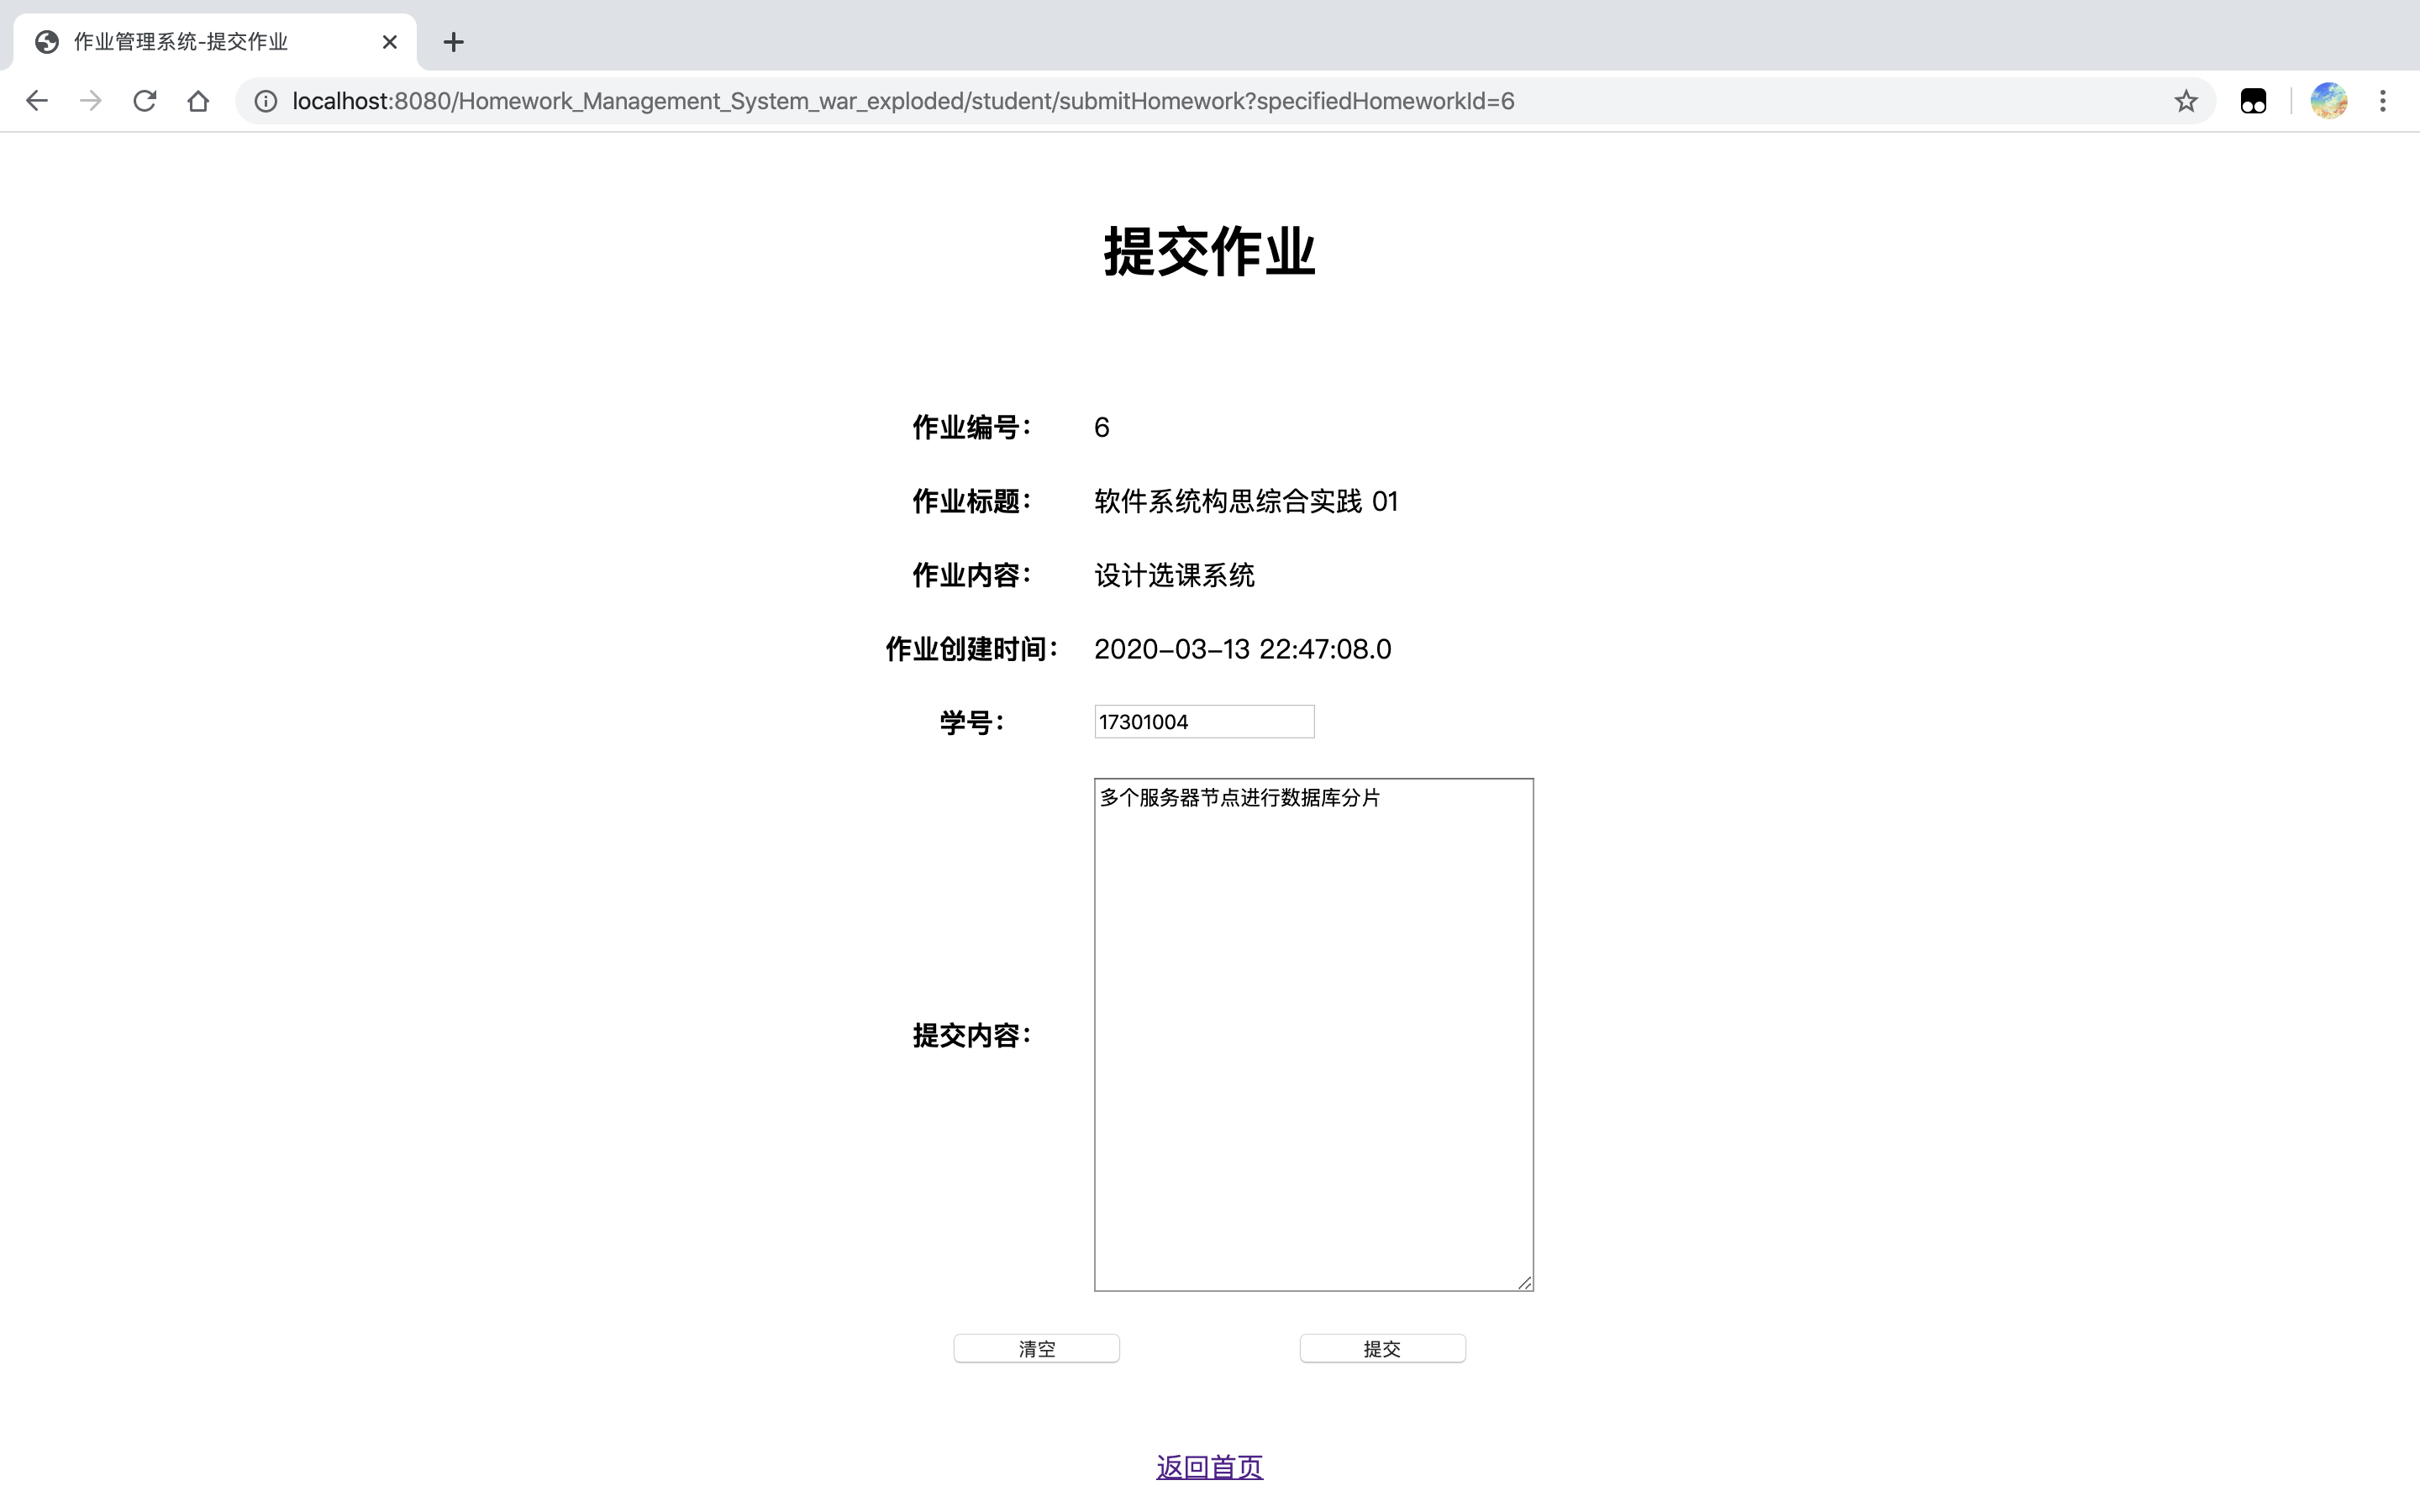 作业管理系统-提交作业
localhost:8080/Homework_Management_System_war_exploded/student/submitHomework?specifiedHomeworkId=6
提交作业
作业编号： 6
作业标题： 软件系统构思综合实践 01
作业内容： 设计选课系统
作业创建时间： 2020-03-13 22:47:08.0
学号： 17301004
多个服务器节点进行数据库分片
提交内容：
清空 提交
返回首页